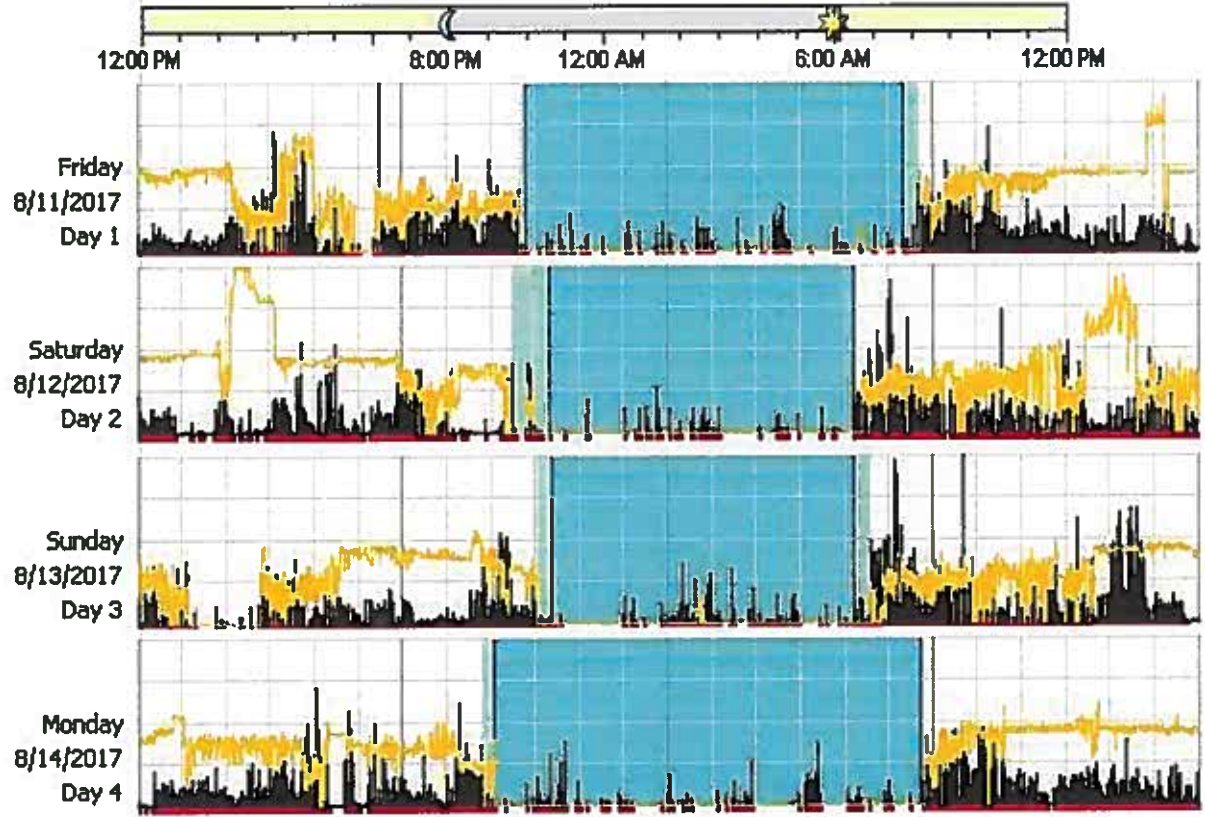 12:00 PM 8:00 PM 12:00 AM 6:00 AM 12:00 PM
Friday
8/11/2017
Day 1
Saturday
8/12/2017
Day 2
Sunday
8/13/2017
Day 3
Monday
8/14/2017
Day 4